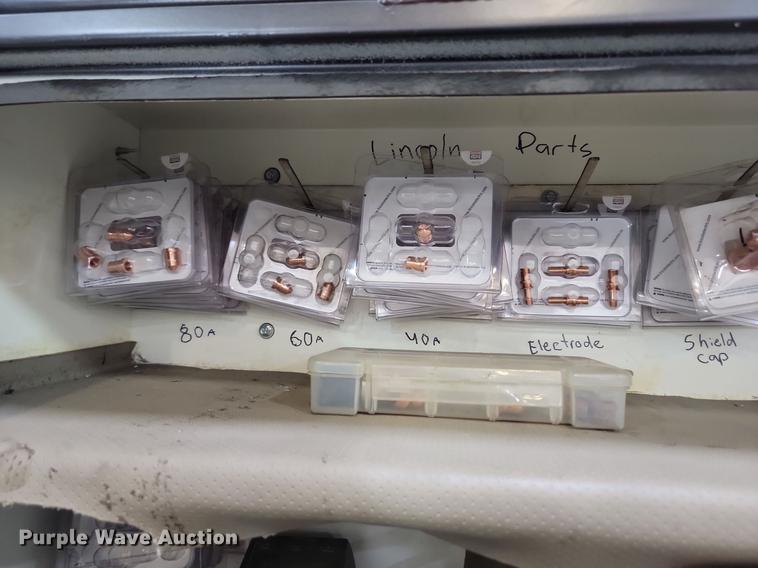 Lincoln Parts
80A
60A
40A
Electrode
Shield
cap
Purple Wave Auction